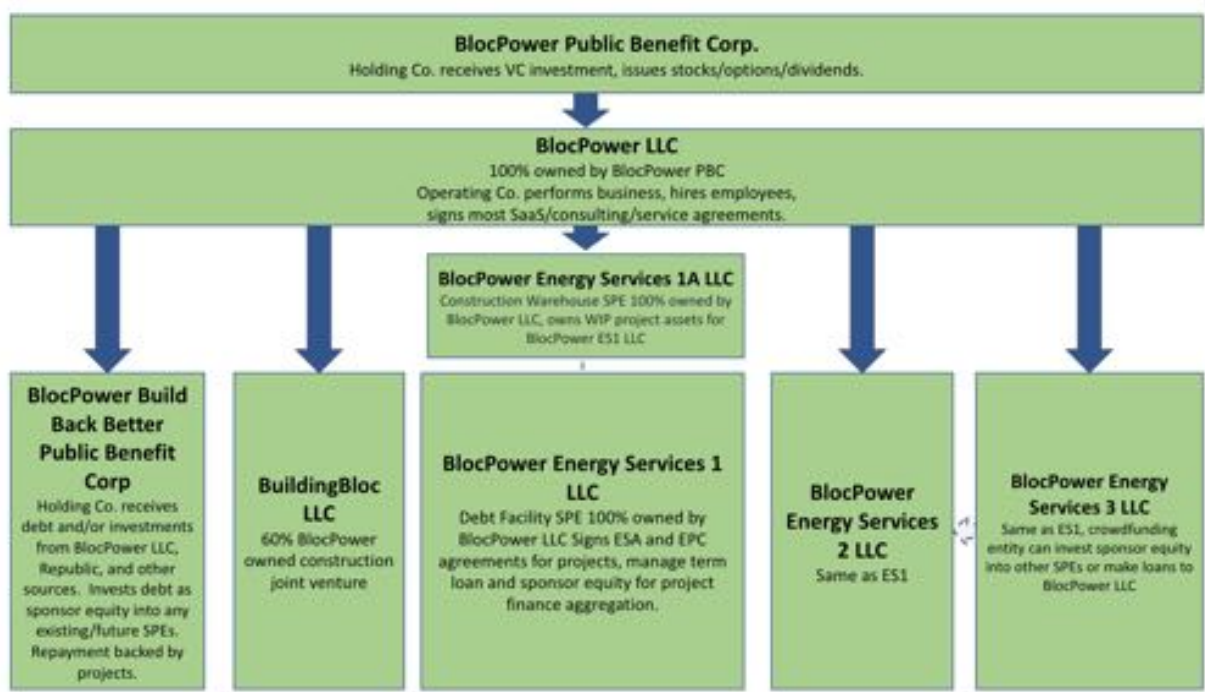 BlocPower Public Benefit Corp.
Holding Co. receives VC investment, issues stocks/options/dividends.
BlocPower LLC
100% owned by BlocPower PBC
Operating Co. performs business, hires employees,
signs most SaaS/consulting/service agreements.
BlocPower Energy Services 1A LLC
Construction Warehouse SPE 100% owned by
BlocPower LLC, owns WIP project assets for
BlocPower ES1 LLC
BlocPower Build
Back Better
Public Benefit
Corp
Holding Co. receives
debt and/or investments
from BlocPower LLC,
Republic, and other
sources. Invests debt as
sponsor equity into any
existing/future SPEs.
Repayment backed by
projects.
BuildingBloc
LLC
60% BlocPower
owned construction
joint venture
BlocPower Energy Services 1
LLC
Debt Facility SPE 100% owned by
BlocPower LLC Signs ESA and EPC
agreements for projects, manage term
loan and sponsor equity for project
finance aggregation.
BlocPower
Energy Services
2 LLC
Same as ES1
BlocPower Energy
Services 3 LLC
Same as ES1, crowdfunding
entity can invest sponsor equity
into other SPEs or make loans to
BlocPower LLC